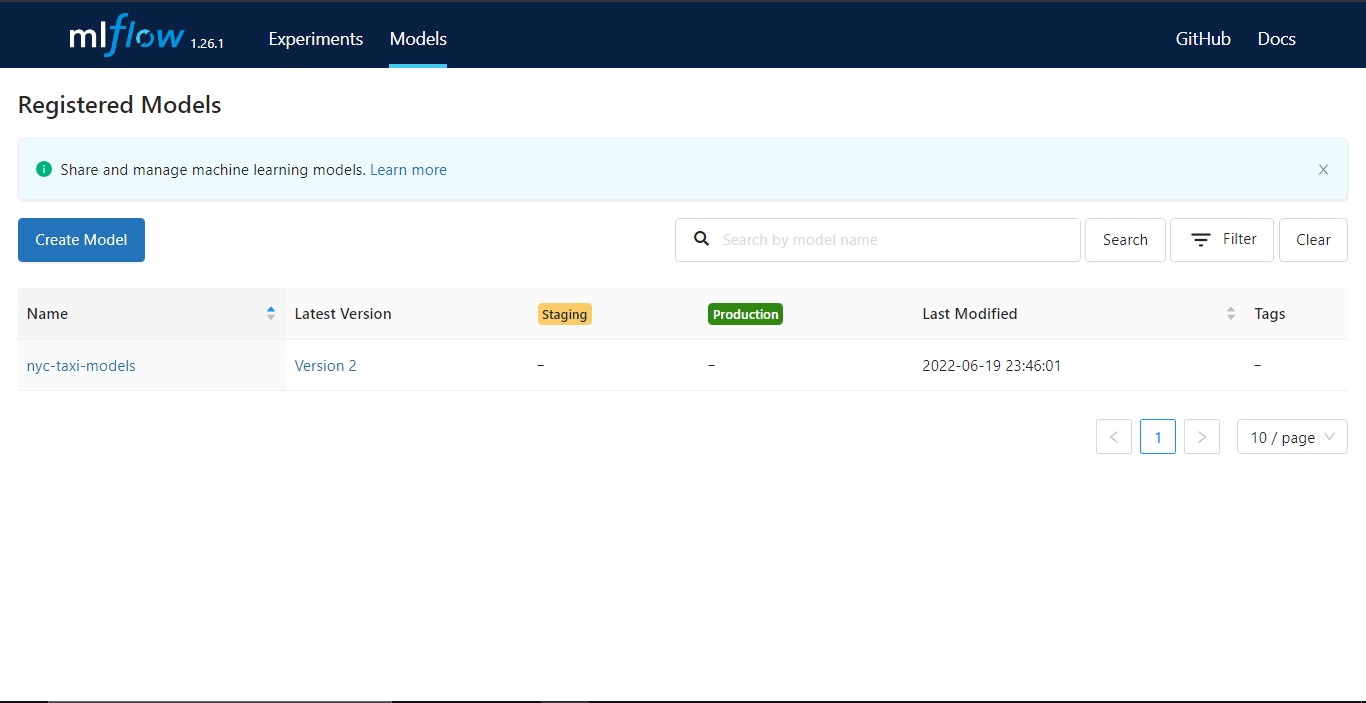 mlflow 1.26.1 Experiments Models GitHub Docs
Registered Models
Share and manage machine learning models. Learn more
Create Model Search by model name Search Filter Clear
Name Latest Version Staging Production Last Modified Tags
nyc-taxi-models Version 2 – – 2022-06-19 23:46:01 –
< 1 > 10 / page